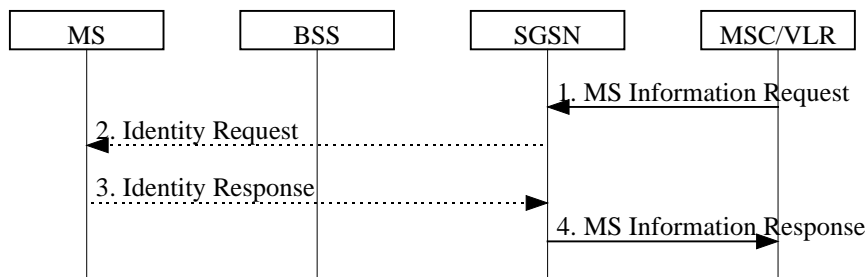 MS BSS SGSN MSC/VLR
1. MS Information Request
2. Identity Request
3. Identity Response
4. MS Information Response